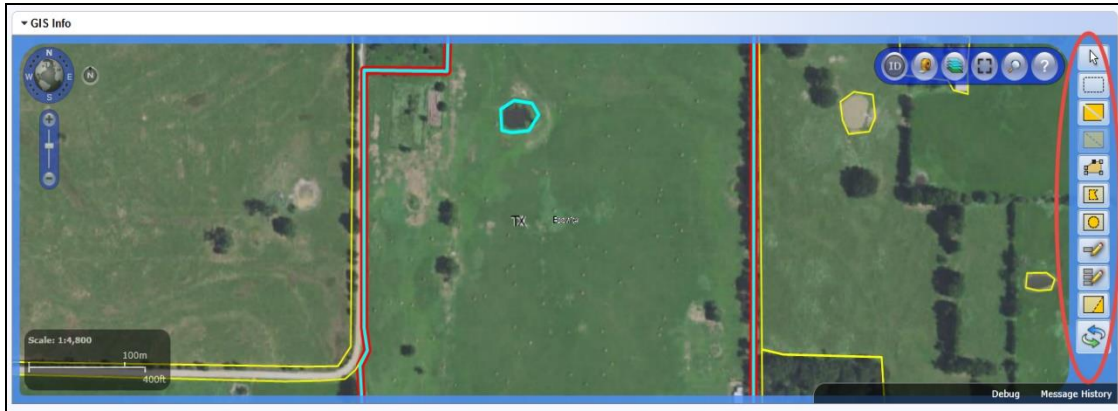 GIS Info
N
W
E
S
N
ID
?
TX
Scale: 1:4,800
100m
400ft
Debug
Message History